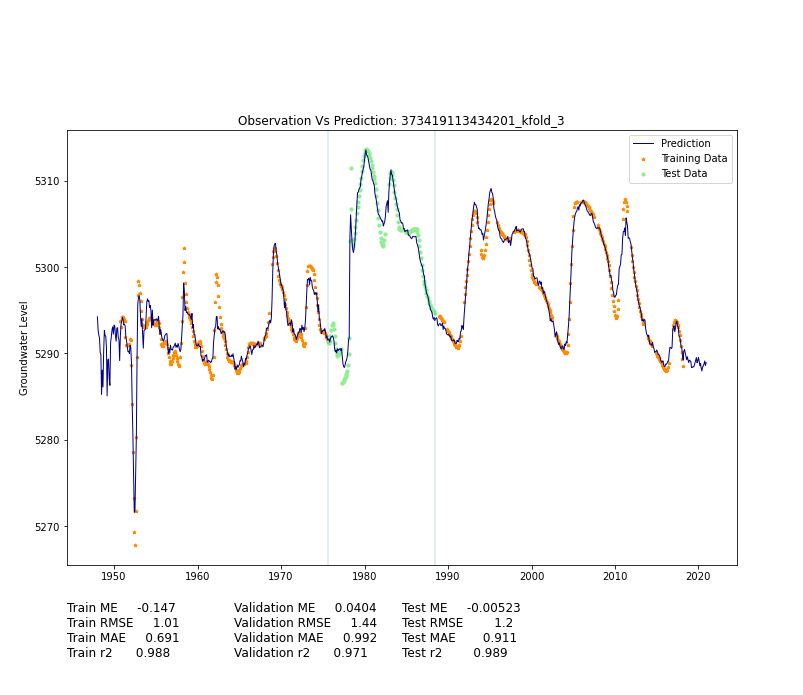 Observation Vs Prediction: 373419113434201_kfold_3
Prediction
Training Data
Test Data
Groundwater Level
5310
5300
5290
5280
5270
1950 1960 1970 1980 1990 2000 2010 2020
Train ME -0.147 Validation ME 0.0404 Test ME -0.00523
Train RMSE 1.01 Validation RMSE 1.44 Test RMSE 1.2
Train MAE 0.691 Validation MAE 0.992 Test MAE 0.911
Train r2 0.988 Validation r2 0.971 Test r2 0.989